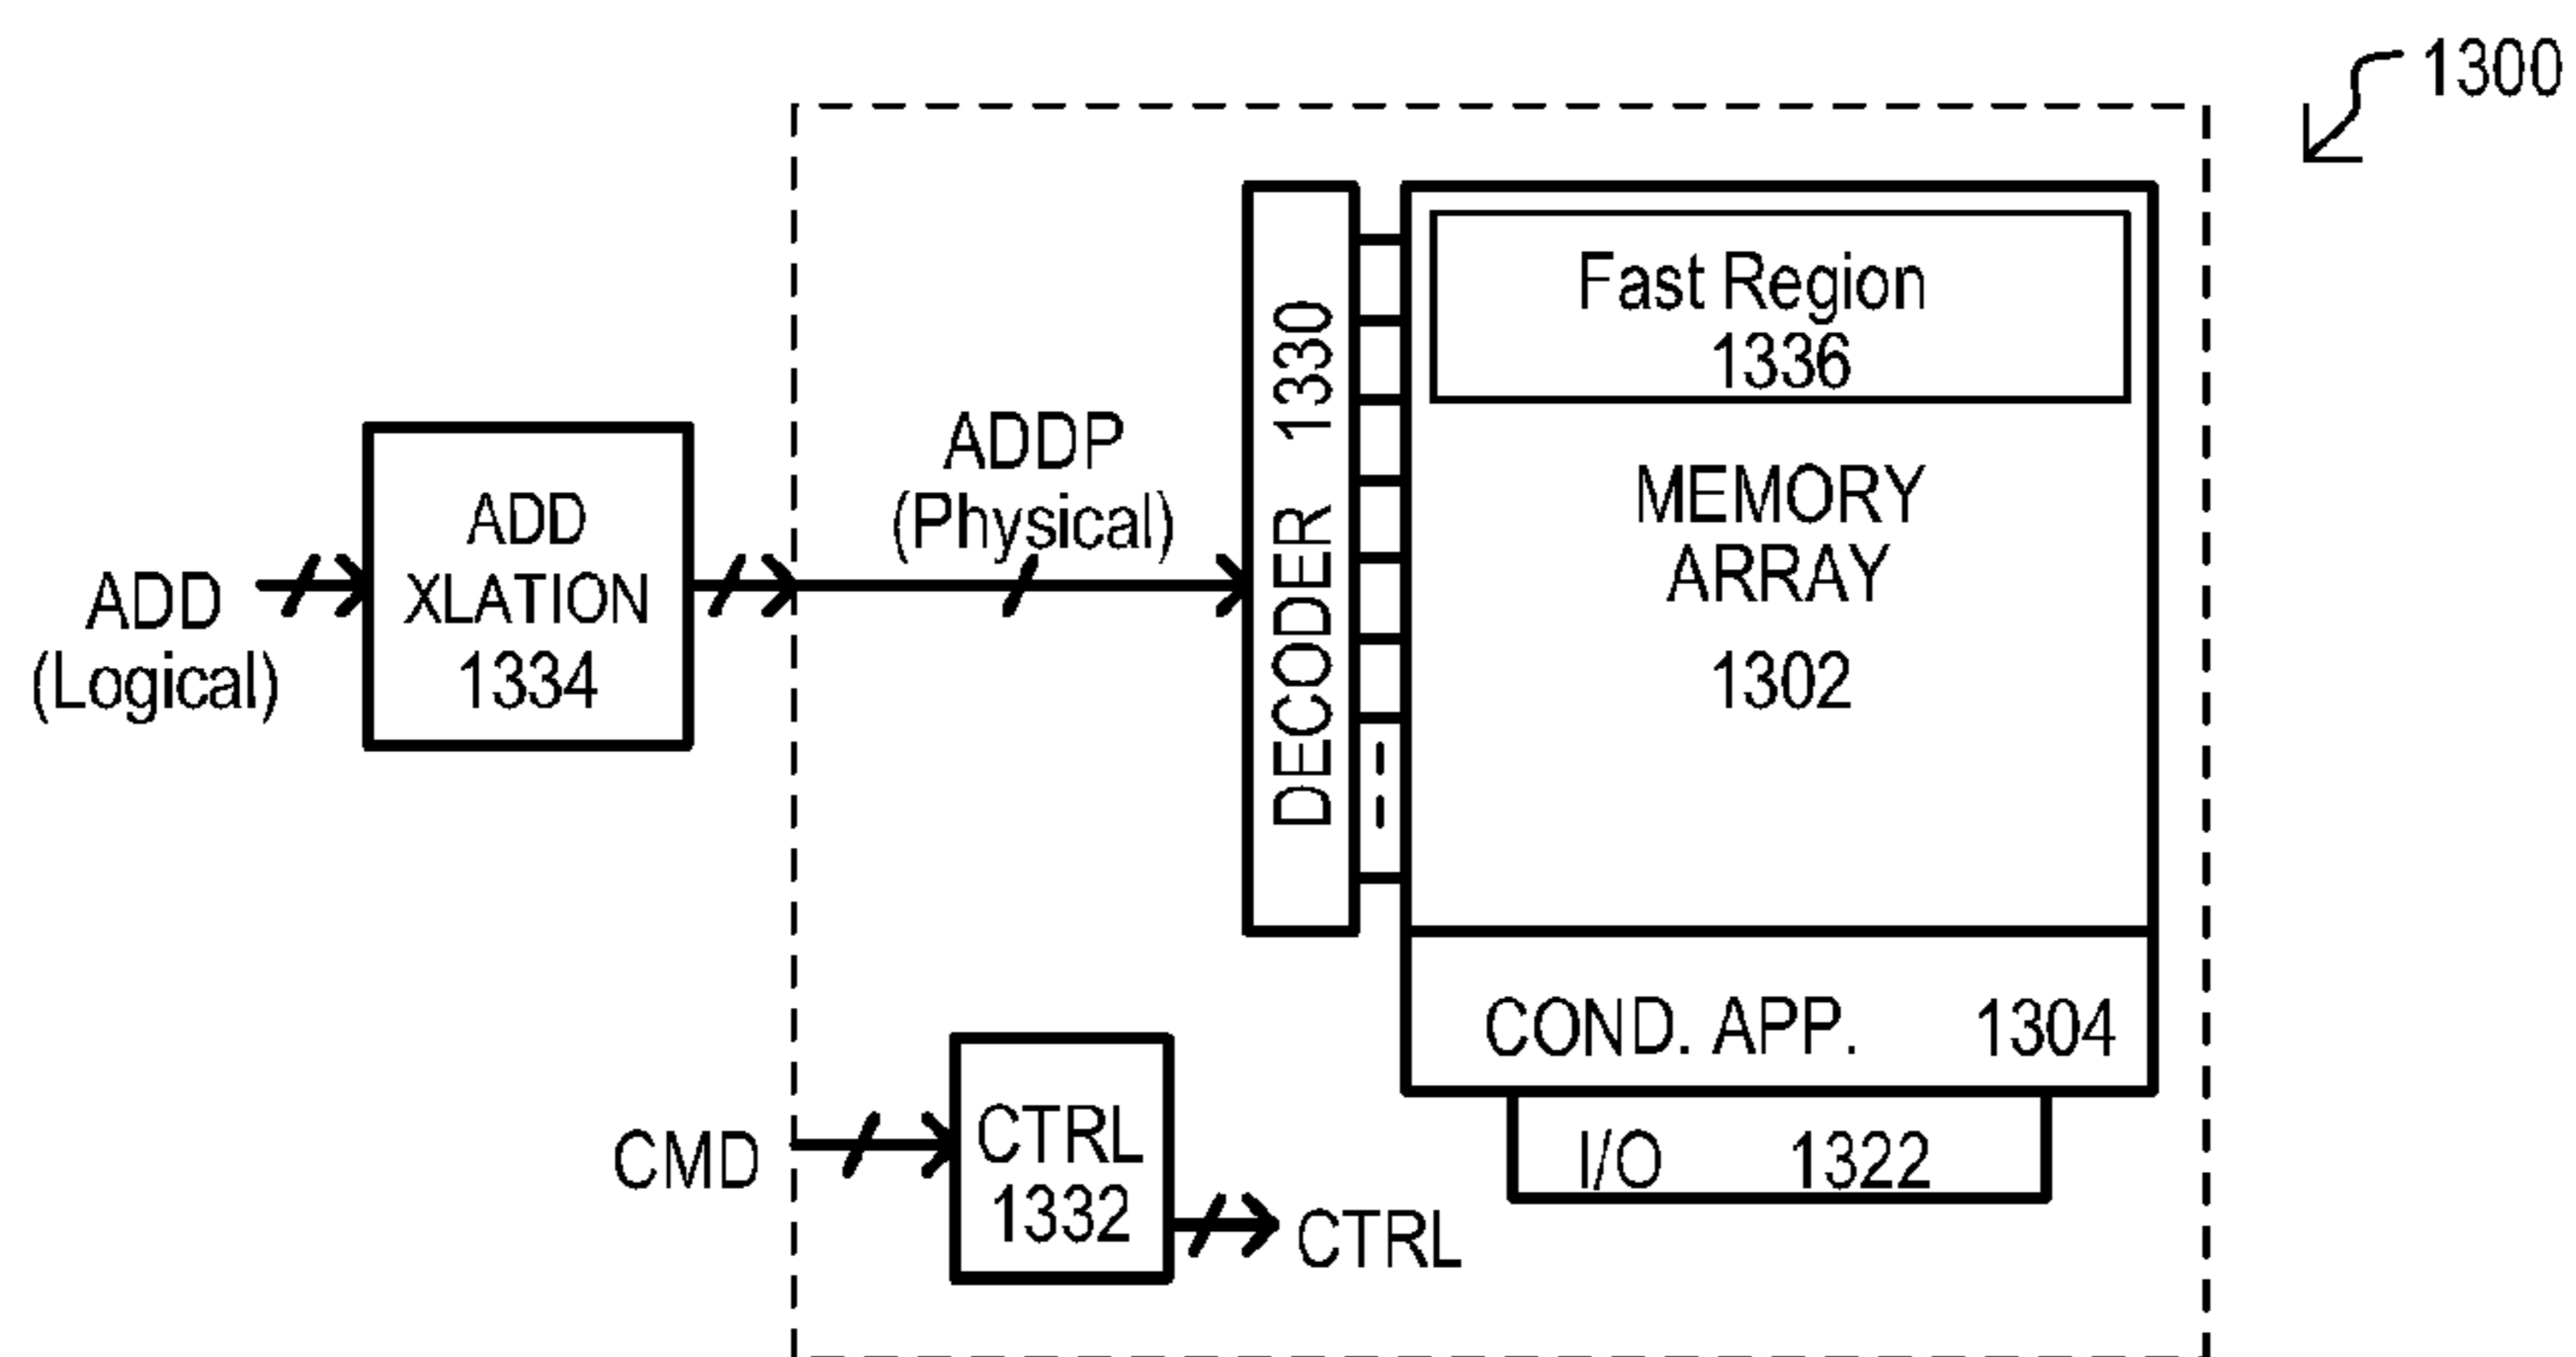 1300
Fast Region
1336
DECODER 1330
MEMORY
ARRAY
1302
ADDP
(Physical)
ADD
XLATION
1334
ADD
(Logical)
COND. APP. 1304
I/O 1322
CMD
CTRL
1332
CTRL